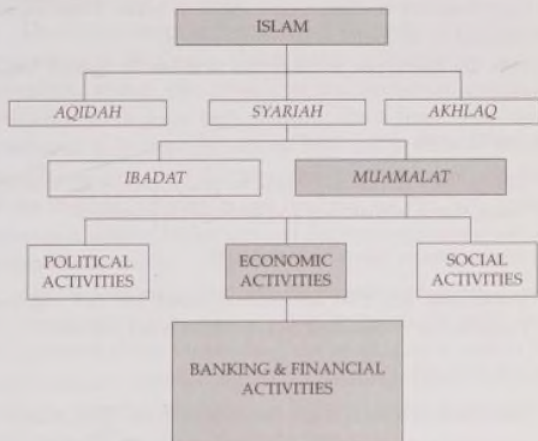 ISLAM
AQIDAH
SYARIAH
AKHLAQ
IBADAT
MUAMALAT
POLITICAL
ACTIVITIES
ECONOMIC
ACTIVITIES
SOCIAL
ACTIVITIES
BANKING & FINANCIAL
ACTIVITIES